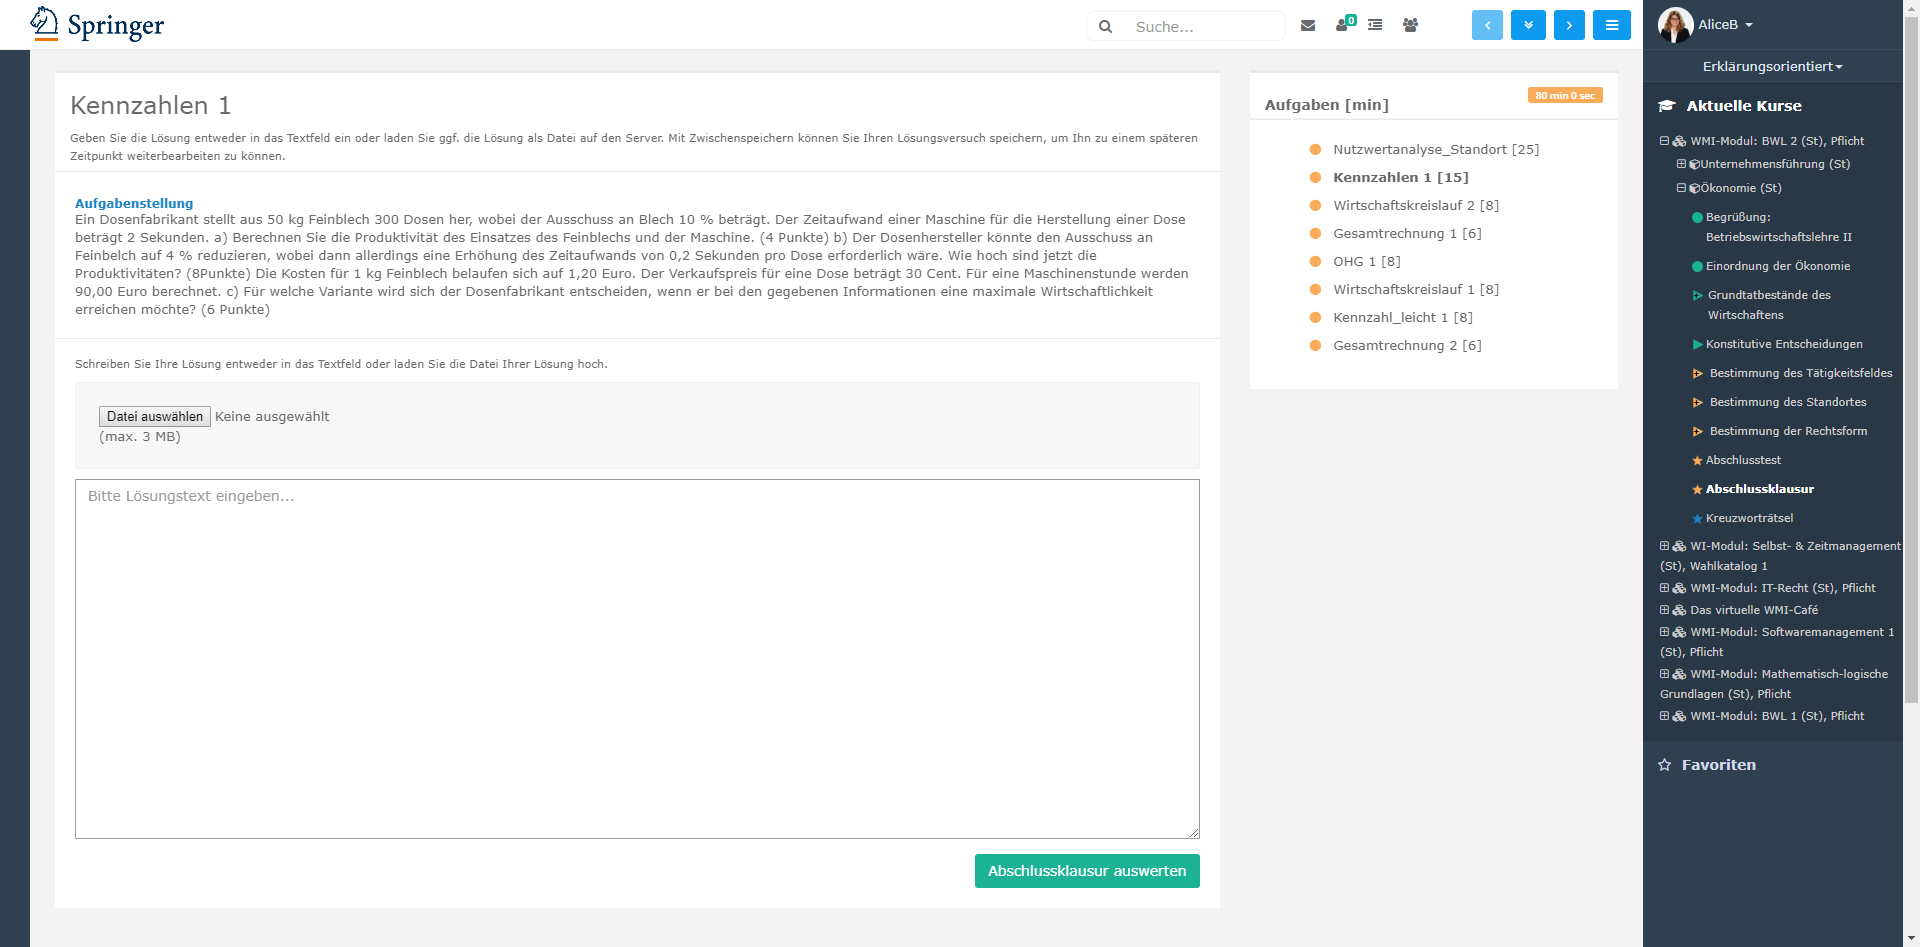 Springer
Suche...
0
AliceB
Erklärungsorientiert
Kennzahlen 1
Geben Sie die Lösung entweder in das Textfeld ein oder laden Sie ggf. die Lösung als Datei auf den Server. Mit Zwischenspeichern können Sie Ihren Lösungsversuch speichern, um Ihn zu einem späteren
Zeitpunkt weiterbearbeiten zu können.
Aufgabenstellung
Ein Dosenfabrikant stellt aus 50 kg Feinblech 300 Dosen her, wobei der Ausschuss an Blech 10 % beträgt. Der Zeitaufwand einer Maschine für die Herstellung einer Dose
beträgt 2 Sekunden. a) Berechnen Sie die Produktivität des Einsatzes des Feinblechs und der Maschine. (4 Punkte) b) Der Dosenhersteller könnte den Ausschuss an
Feinbelch auf 4 % reduzieren, wobei dann allerdings eine Erhöhung des Zeitaufwands von 0,2 Sekunden pro Dose erforderlich wäre. Wie hoch sind jetzt die
Produktivitäten? (8Punkte) Die Kosten für 1 kg Feinblech belaufen sich auf 1,20 Euro. Der Verkaufspreis für eine Dose beträgt 30 Cent. Für eine Maschinenstunde werden
90,00 Euro berechnet. c) Für welche Variante wird sich der Dosenfabrikant entscheiden, wenn er bei den gegebenen Informationen eine maximale Wirtschaftlichkeit
erreichen möchte? (6 Punkte)
Schreiben Sie Ihre Lösung entweder in das Textfeld oder laden Sie die Datei Ihrer Lösung hoch.
Datei auswählen Keine ausgewählt
(max. 3 MB)
Bitte Lösungstext eingeben...
Abschlussklausur auswerten
Aufgaben [min]
80 min 0 sec
Nutzwertanalyse_Standort [25]
Kennzahlen 1 [15]
Wirtschaftskreislauf 2 [8]
Gesamtrechnung 1 [6]
OHG 1 [8]
Wirtschaftskreislauf 1 [8]
Kennzahl_leicht 1 [8]
Gesamtrechnung 2 [6]
Aktuelle Kurse
WMI-Modul: BWL 2 (St), Pflicht
Unternehmensführung (St)
Ökonomie (St)
Begrüßung:
Betriebswirtschaftslehre II
Einordnung der Ökonomie
Grundtatbestände des
Wirtschaftens
Konstitutive Entscheidungen
Bestimmung des Tätigkeitsfeldes
Bestimmung des Standortes
Bestimmung der Rechtsform
Abschlusstest
Abschlussklausur
Kreuzworträtsel
WI-Modul: Selbst- & Zeitmanagement
(St), Wahlkatalog 1
WMI-Modul: IT-Recht (St), Pflicht
Das virtuelle WMI-Café
WMI-Modul: Softwaremanagement 1
(St), Pflicht
WMI-Modul: Mathematisch-logische
Grundlagen (St), Pflicht
WMI-Modul: BWL 1 (St), Pflicht
Favoriten